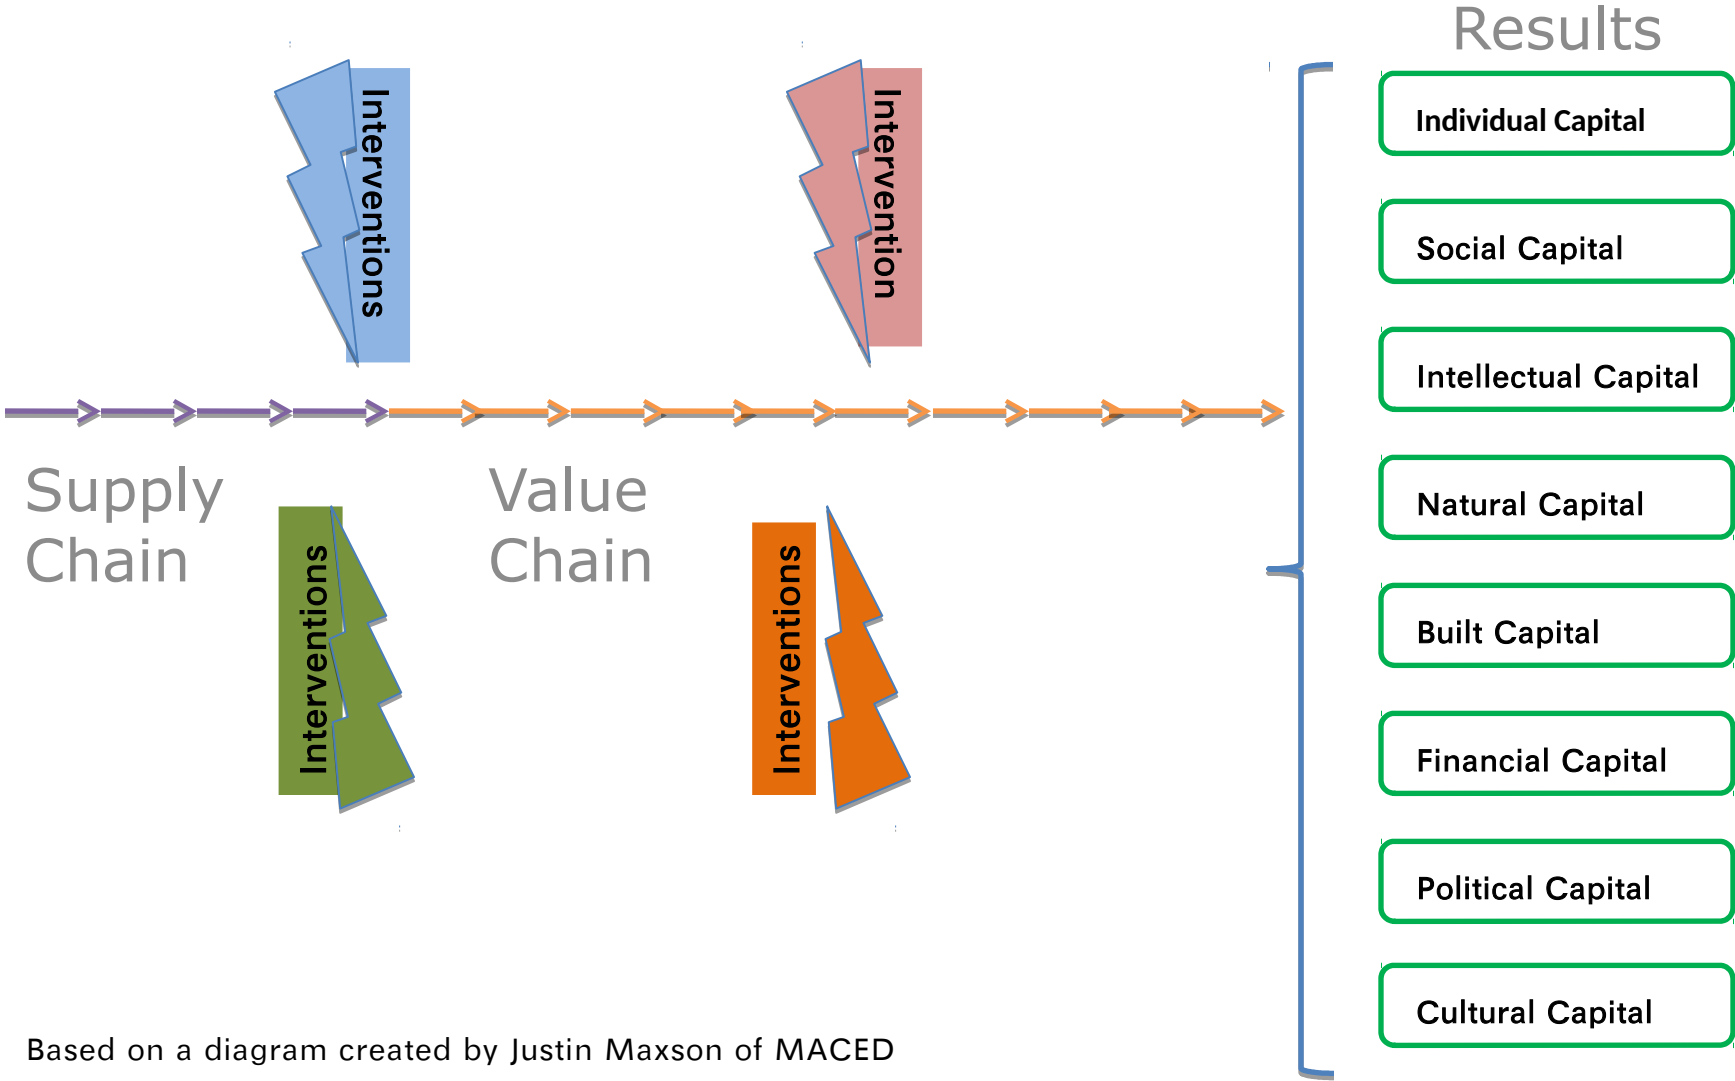 Results
Interventions
Intervention
Individual Capital
Social Capital
Intellectual Capital
Natural Capital
Built Capital
Financial Capital
Political Capital
Cultural Capital
Supply
Chain
Value
Chain
Interventions
Interventions
Based on a diagram created by Justin Maxson of MACED